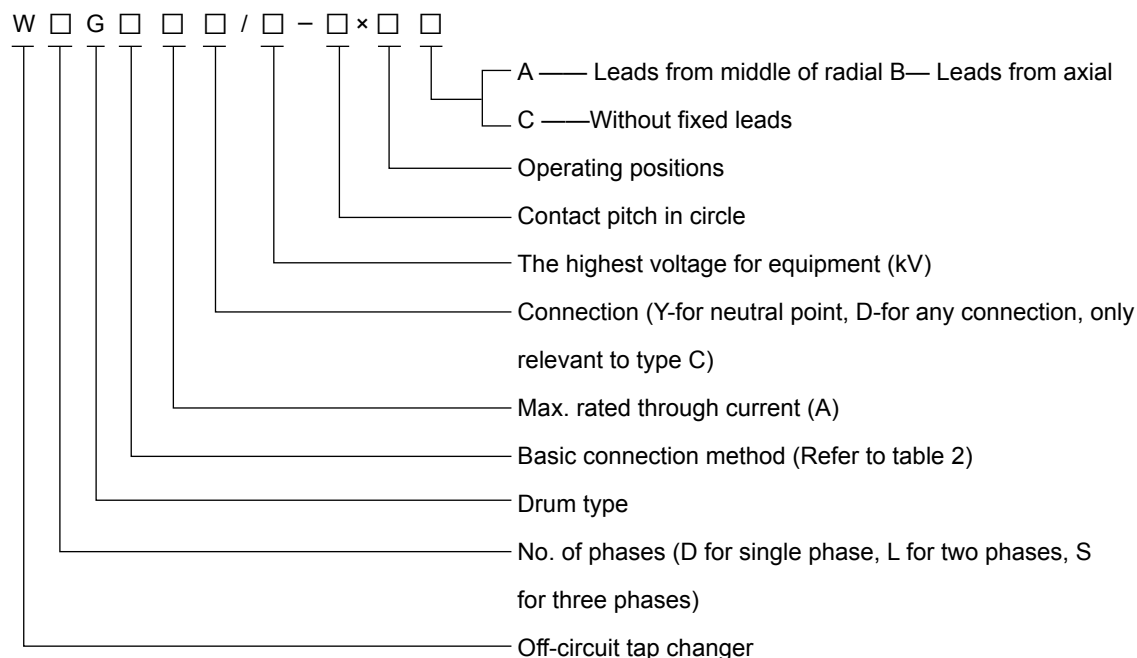 W □ G □ □ □ / □ – □ × □ □
A —— Leads from middle of radial B— Leads from axial
C ——Without fixed leads
Operating positions
Contact pitch in circle
The highest voltage for equipment (kV)
Connection (Y-for neutral point, D-for any connection, only
relevant to type C)
Max. rated through current (A)
Basic connection method (Refer to table 2)
Drum type
No. of phases (D for single phase, L for two phases, S
for three phases)
Off-circuit tap changer